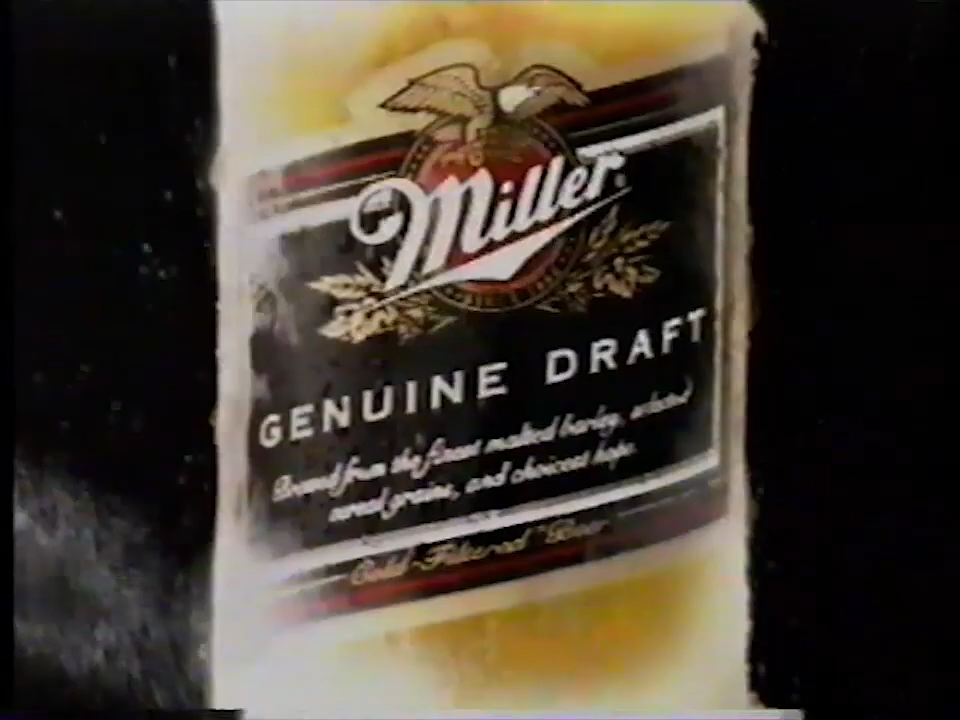 Miller
GENUINE DRAFT
Brewed from the finest malted barley, selected
cereal grains, and choicest hops.
Cold-Filtered Beer